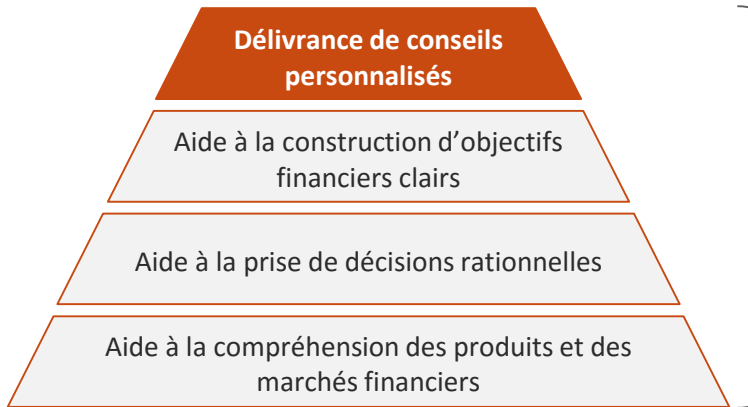 Délivrance de conseils
personnalisés
Aide à la construction d’objectifs
financiers clairs
Aide à la prise de décisions rationnelles
Aide à la compréhension des produits et des
marchés financiers